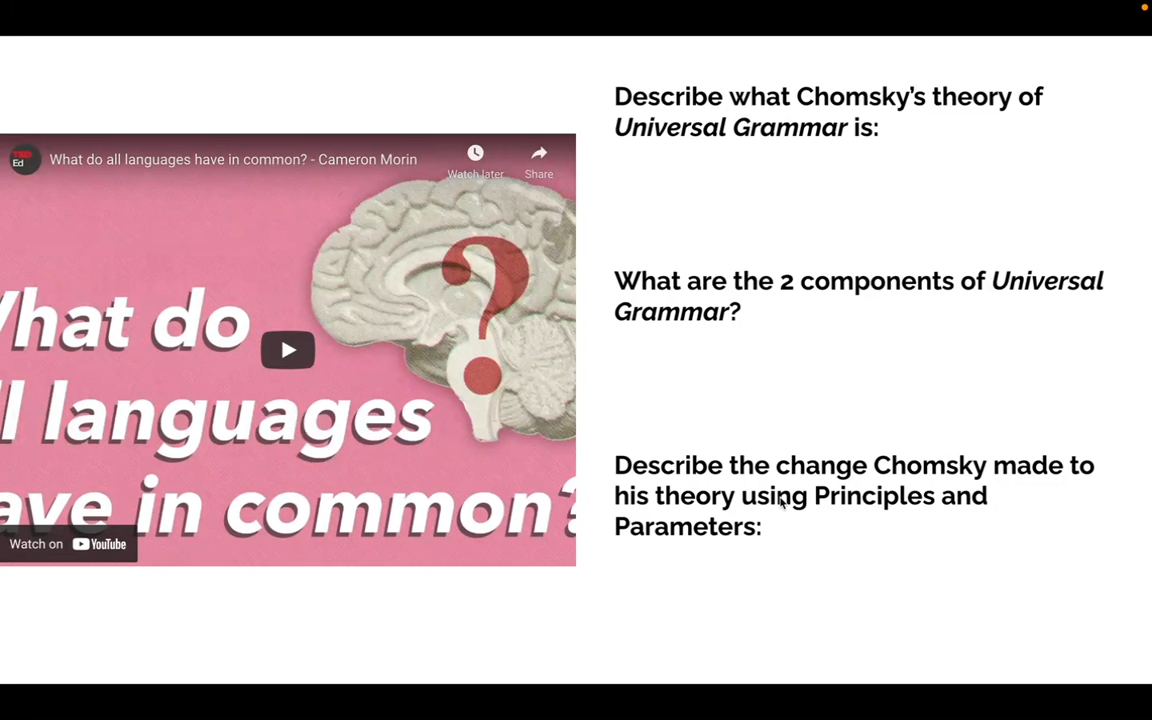 Ed
What do all languages have in common? - Cameron Morin
Watch later
Share
What do
ll languages
ave in common?
Watch on YouTube
Describe what Chomsky's theory of
Universal Grammar is:
What are the 2 components of Universal
Grammar?
Describe the change Chomsky made to
his theory using Principles and
Parameters: